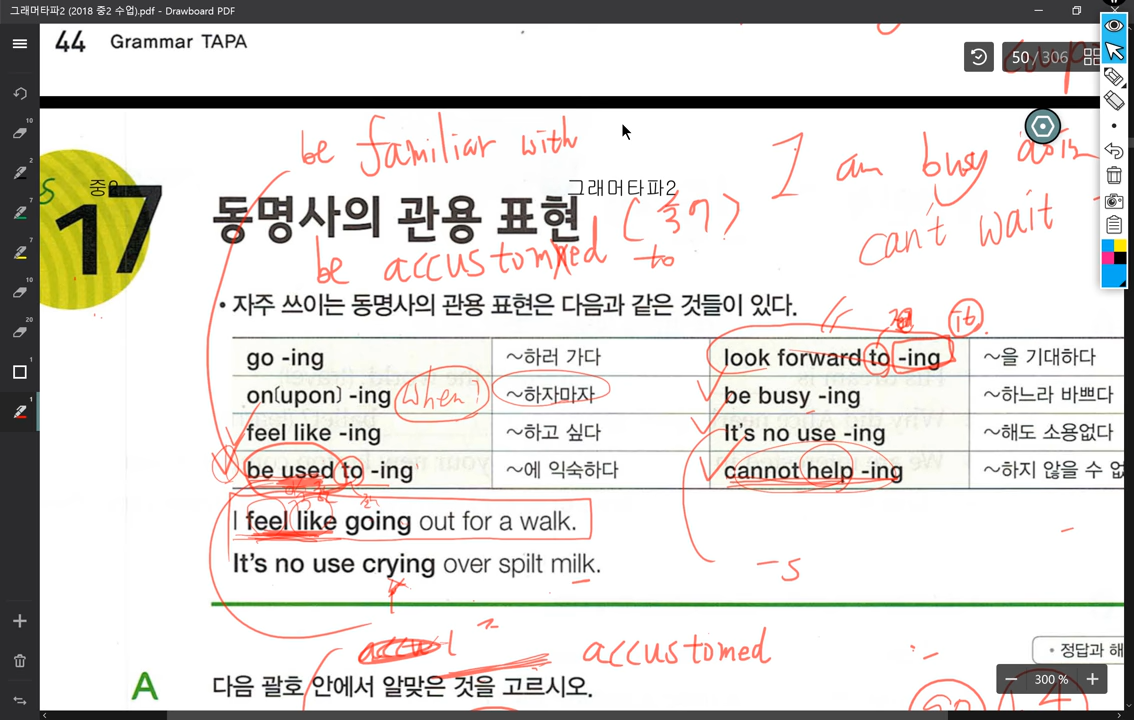 그래머타파2 (2018 중2 수업).pdf - Drawboard PDF
44 Grammar TAPA
50 / 306
be familiar with
I am busy
can't wait
중2
그래머타파2
17
동명사의 관용 표현
be accustomed to
• 자주 쓰이는 동명사의 관용 표현은 다음과 같은 것들이 있다.
go -ing ~하러 가다 look forward to -ing ~을 기대하다
on(upon) -ing when ~하자마자 be busy -ing ~하느라 바쁘다
feel like -ing ~하고 싶다 It's no use -ing ~해도 소용없다
be used to -ing ~에 익숙하다 cannot help -ing ~하지 않을 수 없
I feel like going out for a walk.
It's no use crying over spilt milk.
-s
accustomed
• 정답과 해
A 다음 괄호 안에서 알맞은 것을 고르시오.
300 %